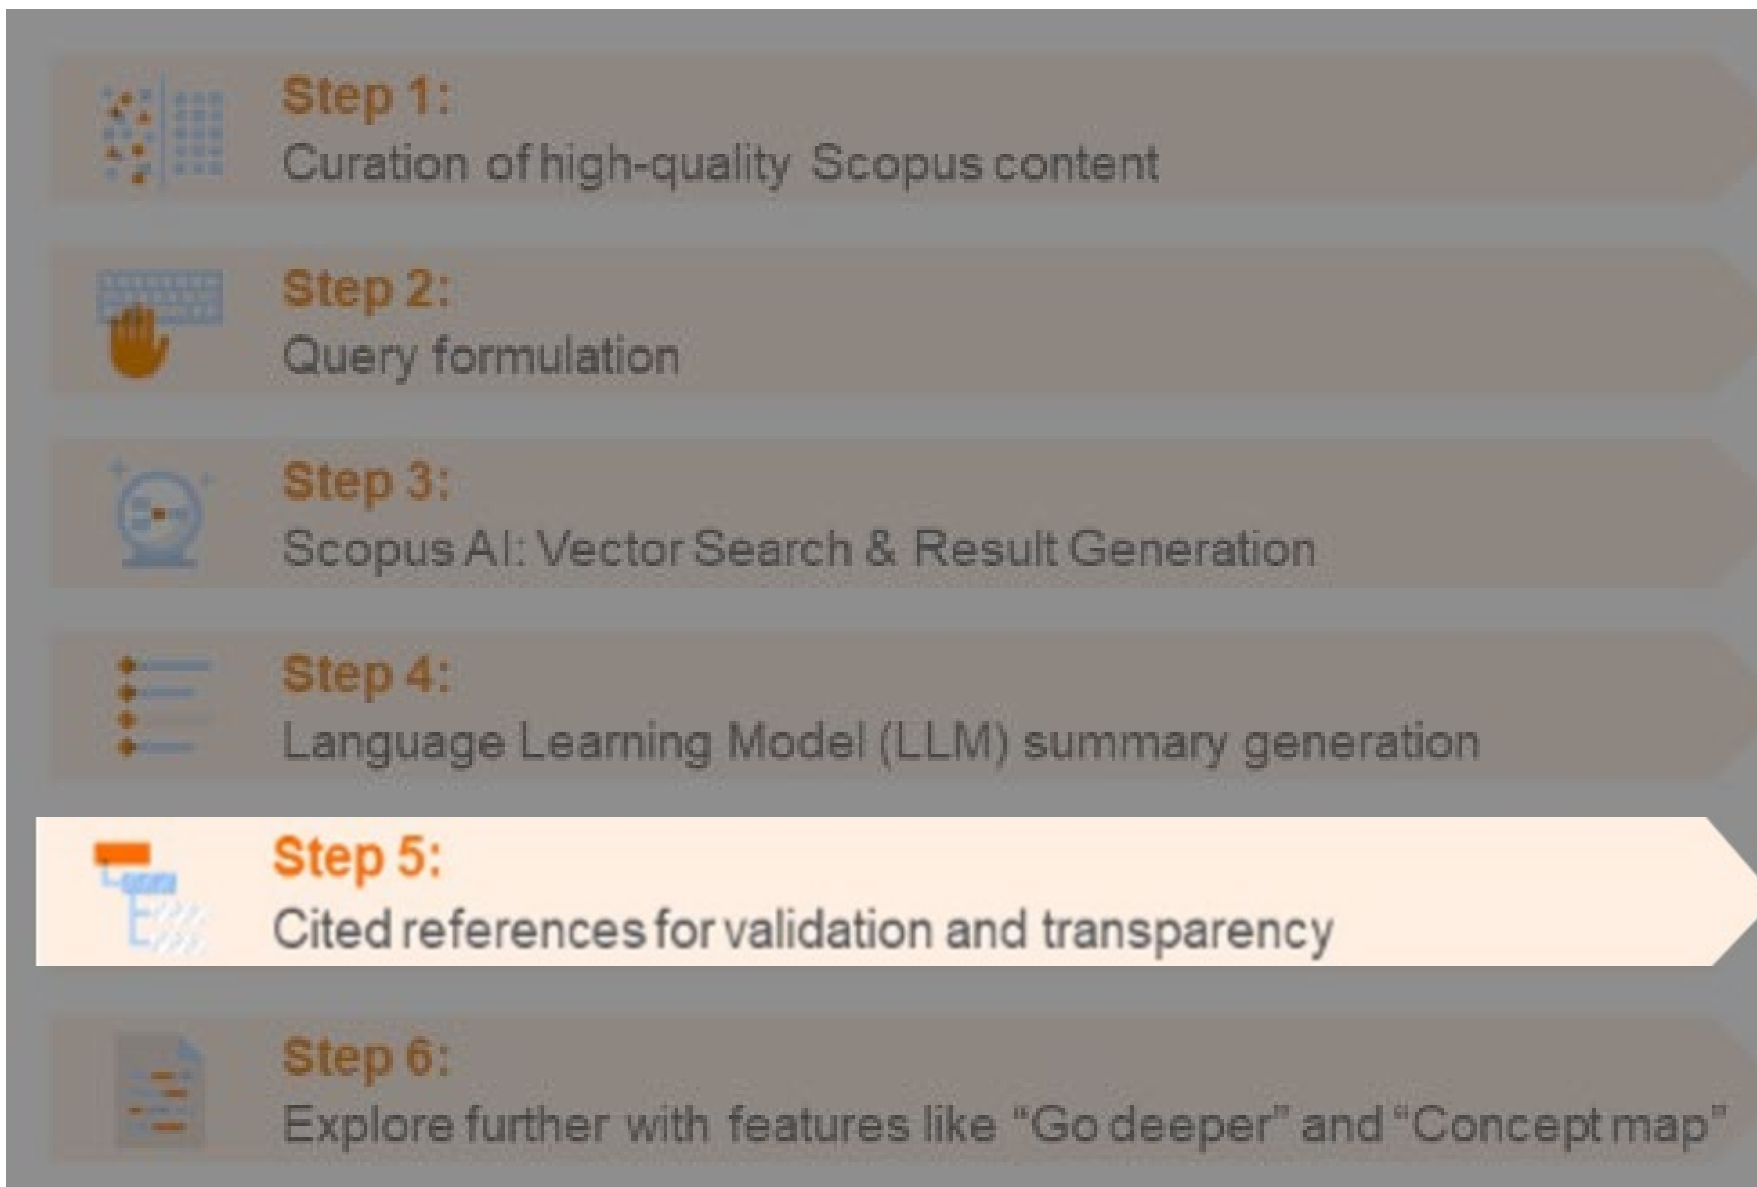 Step 1:
Curation of high-quality Scopus content
Step 2:
Query formulation
Step 3:
Scopus AI: Vector Search & Result Generation
Step 4:
Language Learning Model (LLM) summary generation
Step 5:
Cited references for validation and transparency
Step 6:
Explore further with features like “Go deeper” and “Concept map”